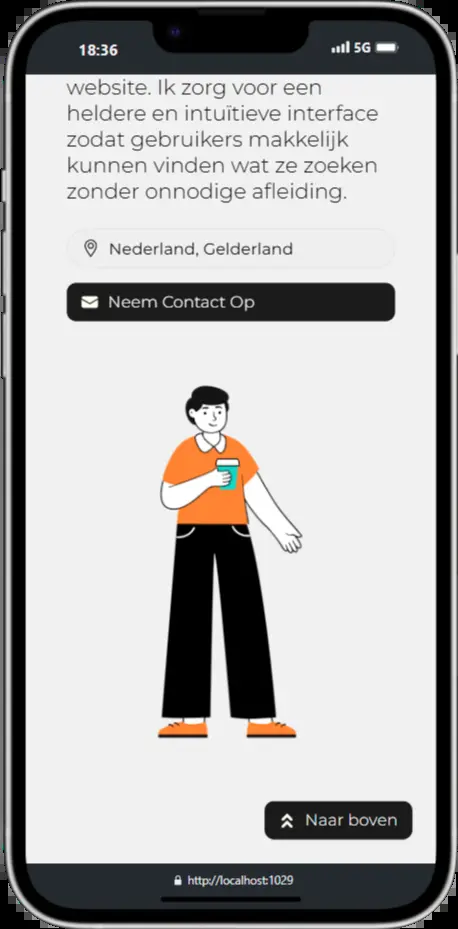 18:36
5G
website. Ik zorg voor een
heldere en intuïtieve interface
zodat gebruikers makkelijk
kunnen vinden wat ze zoeken
zonder onnodige afleiding.
Nederland, Gelderland
Neem Contact Op
Naar boven
http://localhost:1029